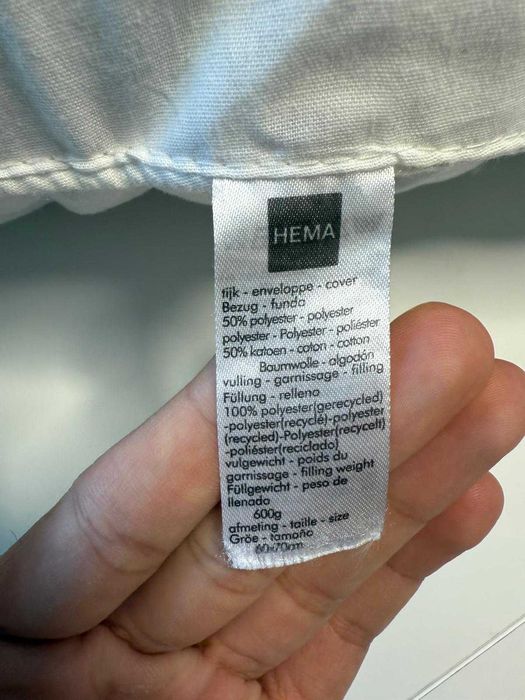 HEMA
tijk - enveloppe - cover
Bezug - funda
50% polyester - polyester
polyester - Polyester - poliéster
50% katoen - coton - cotton
Baumwolle - algodón
vulling - garnissage - filling
Füllung - relleno
100% polyester(gerecycled)
-polyester(recyclé)-polyester
(recycled)-Polyester(recycelt)
-poliéster(reciclado)
vulgewicht - poids du
garnissage - filling weight
Füllgewicht - peso de
llenada
600g
afmeting - taille - size
Gröe - tamaño
60x70cm